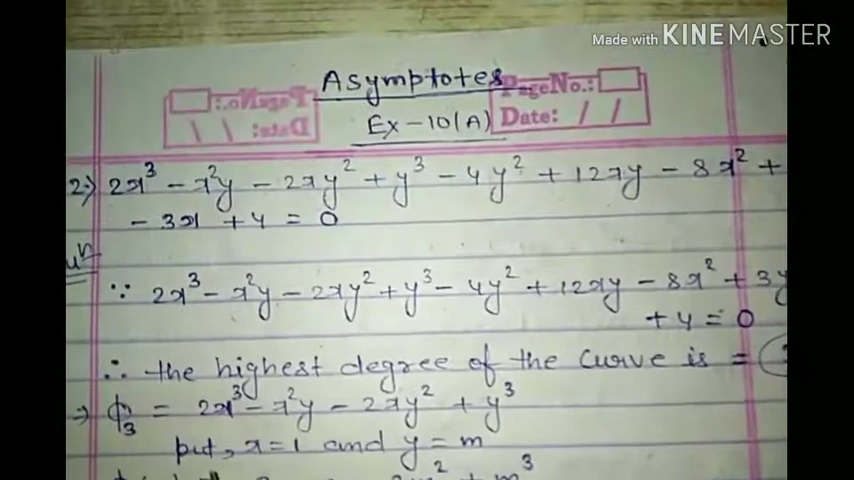 Made with KINEMASTER
Asymptotes
PageNo.:
Date: / /
PageNo.:
Date: / /
Ex-10(A)
2:) 2x³ - x²y - 2xy² + y³ - 4y² + 12xy - 8x² +
- 3x + 4 = 0
∵ 2x³ - x²y - 2xy² + y³ - 4y² + 12xy - 8x² + 3y
+ 4 = 0
∴ the highest degree of the curve is =
→ ϕ₃ = 2x³ - x²y - 2xy² + y³
put, x=1 and y=m